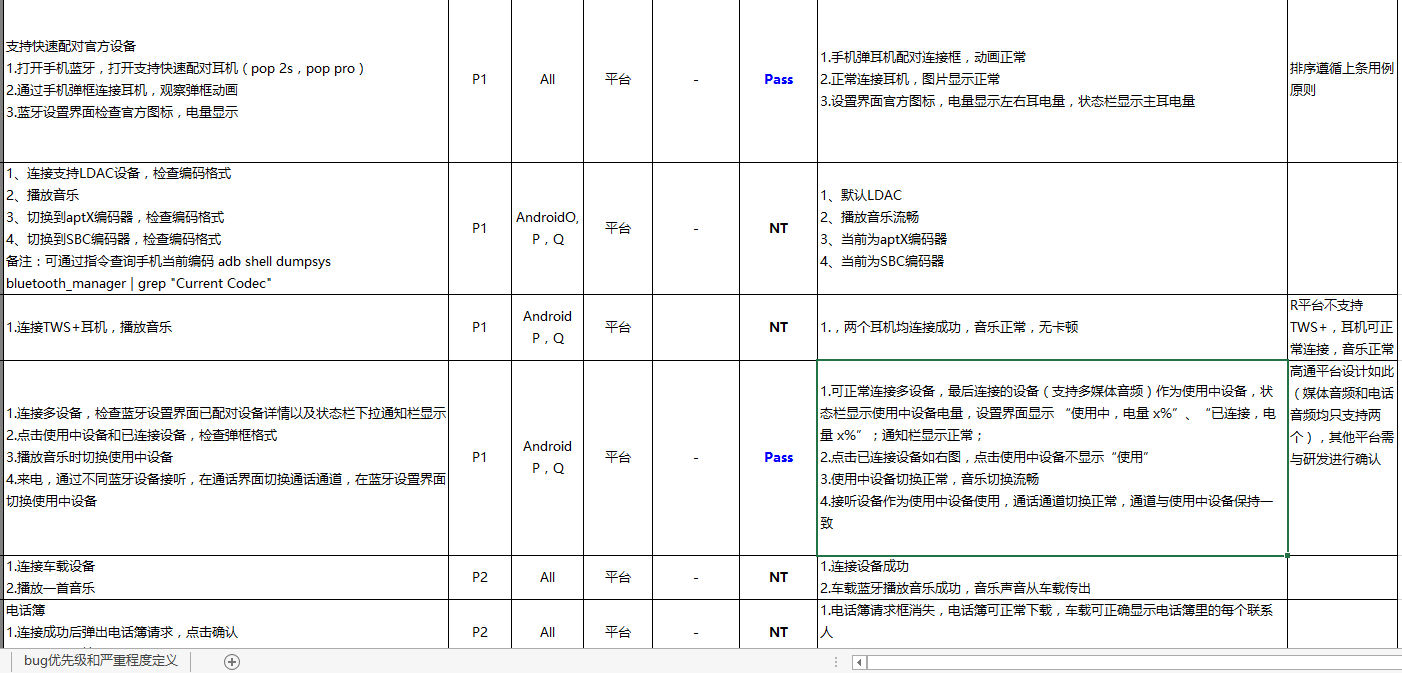 支持快速配对官方设备
1.打开手机蓝牙，打开支持快速配对耳机（pop 2s，pop pro）
2.通过手机弹框连接耳机，观察弹框动画
3.蓝牙设置界面检查官方图标，电量显示
P1
All
平台
-
Pass
1.手机弹耳机配对连接框，动画正常
2.正常连接耳机，图片显示正常
3.设置界面官方图标，电量显示左右耳电量，状态栏显示主耳电量
排序遵循上条用例
原则
1、连接支持LDAC设备，检查编码格式
2、播放音乐
3、切换到aptX编码器，检查编码格式
4、切换到SBC编码器，检查编码格式
备注：可通过指令查询手机当前编码 adb shell dumpsys
bluetooth_manager | grep "Current Codec"
P1
AndroidO,
P，Q
平台
-
NT
1、默认LDAC
2、播放音乐流畅
3、当前为aptX编码器
4、当前为SBC编码器
1.连接TWS+耳机，播放音乐
P1
Android
P，Q
平台
NT
1.，两个耳机均连接成功，音乐正常，无卡顿
R平台不支持
TWS+，耳机可正
常连接，音乐正常
1.连接多设备，检查蓝牙设置界面已配对设备详情以及状态栏下拉通知栏显示
2.点击使用中设备和已连接设备，检查弹框格式
3.播放音乐时切换使用中设备
4.来电，通过不同蓝牙设备接听，在通话界面切换通话通道，在蓝牙设置界面
切换使用中设备
P1
Android
P，Q
平台
-
Pass
1.可正常连接多设备，最后连接的设备（支持多媒体音频）作为使用中设备，状
态栏显示使用中设备电量，设置界面显示 “使用中，电量 x%”、“已连接，电
量 x%”；通知栏显示正常；
2.点击已连接设备如右图，点击使用中设备不显示“使用”
3.使用中设备切换正常，音乐切换流畅
4.接听设备作为使用中设备使用，通话通道切换正常，通道与使用中设备保持一
致
高通平台设计如此
（媒体音频和电话
音频均只支持两
个），其他平台需
与研发进行确认
1.连接车载设备
2.播放一首音乐
P2
All
平台
-
NT
1.连接设备成功
2.车载蓝牙播放音乐成功，音乐声音从车载传出
电话簿
1.连接成功后弹出电话簿请求，点击确认
P2
All
平台
-
NT
1.电话簿请求框消失，电话簿可正常下载，车载可正确显示电话簿里的每个联系
人
bug优先级和严重程度定义